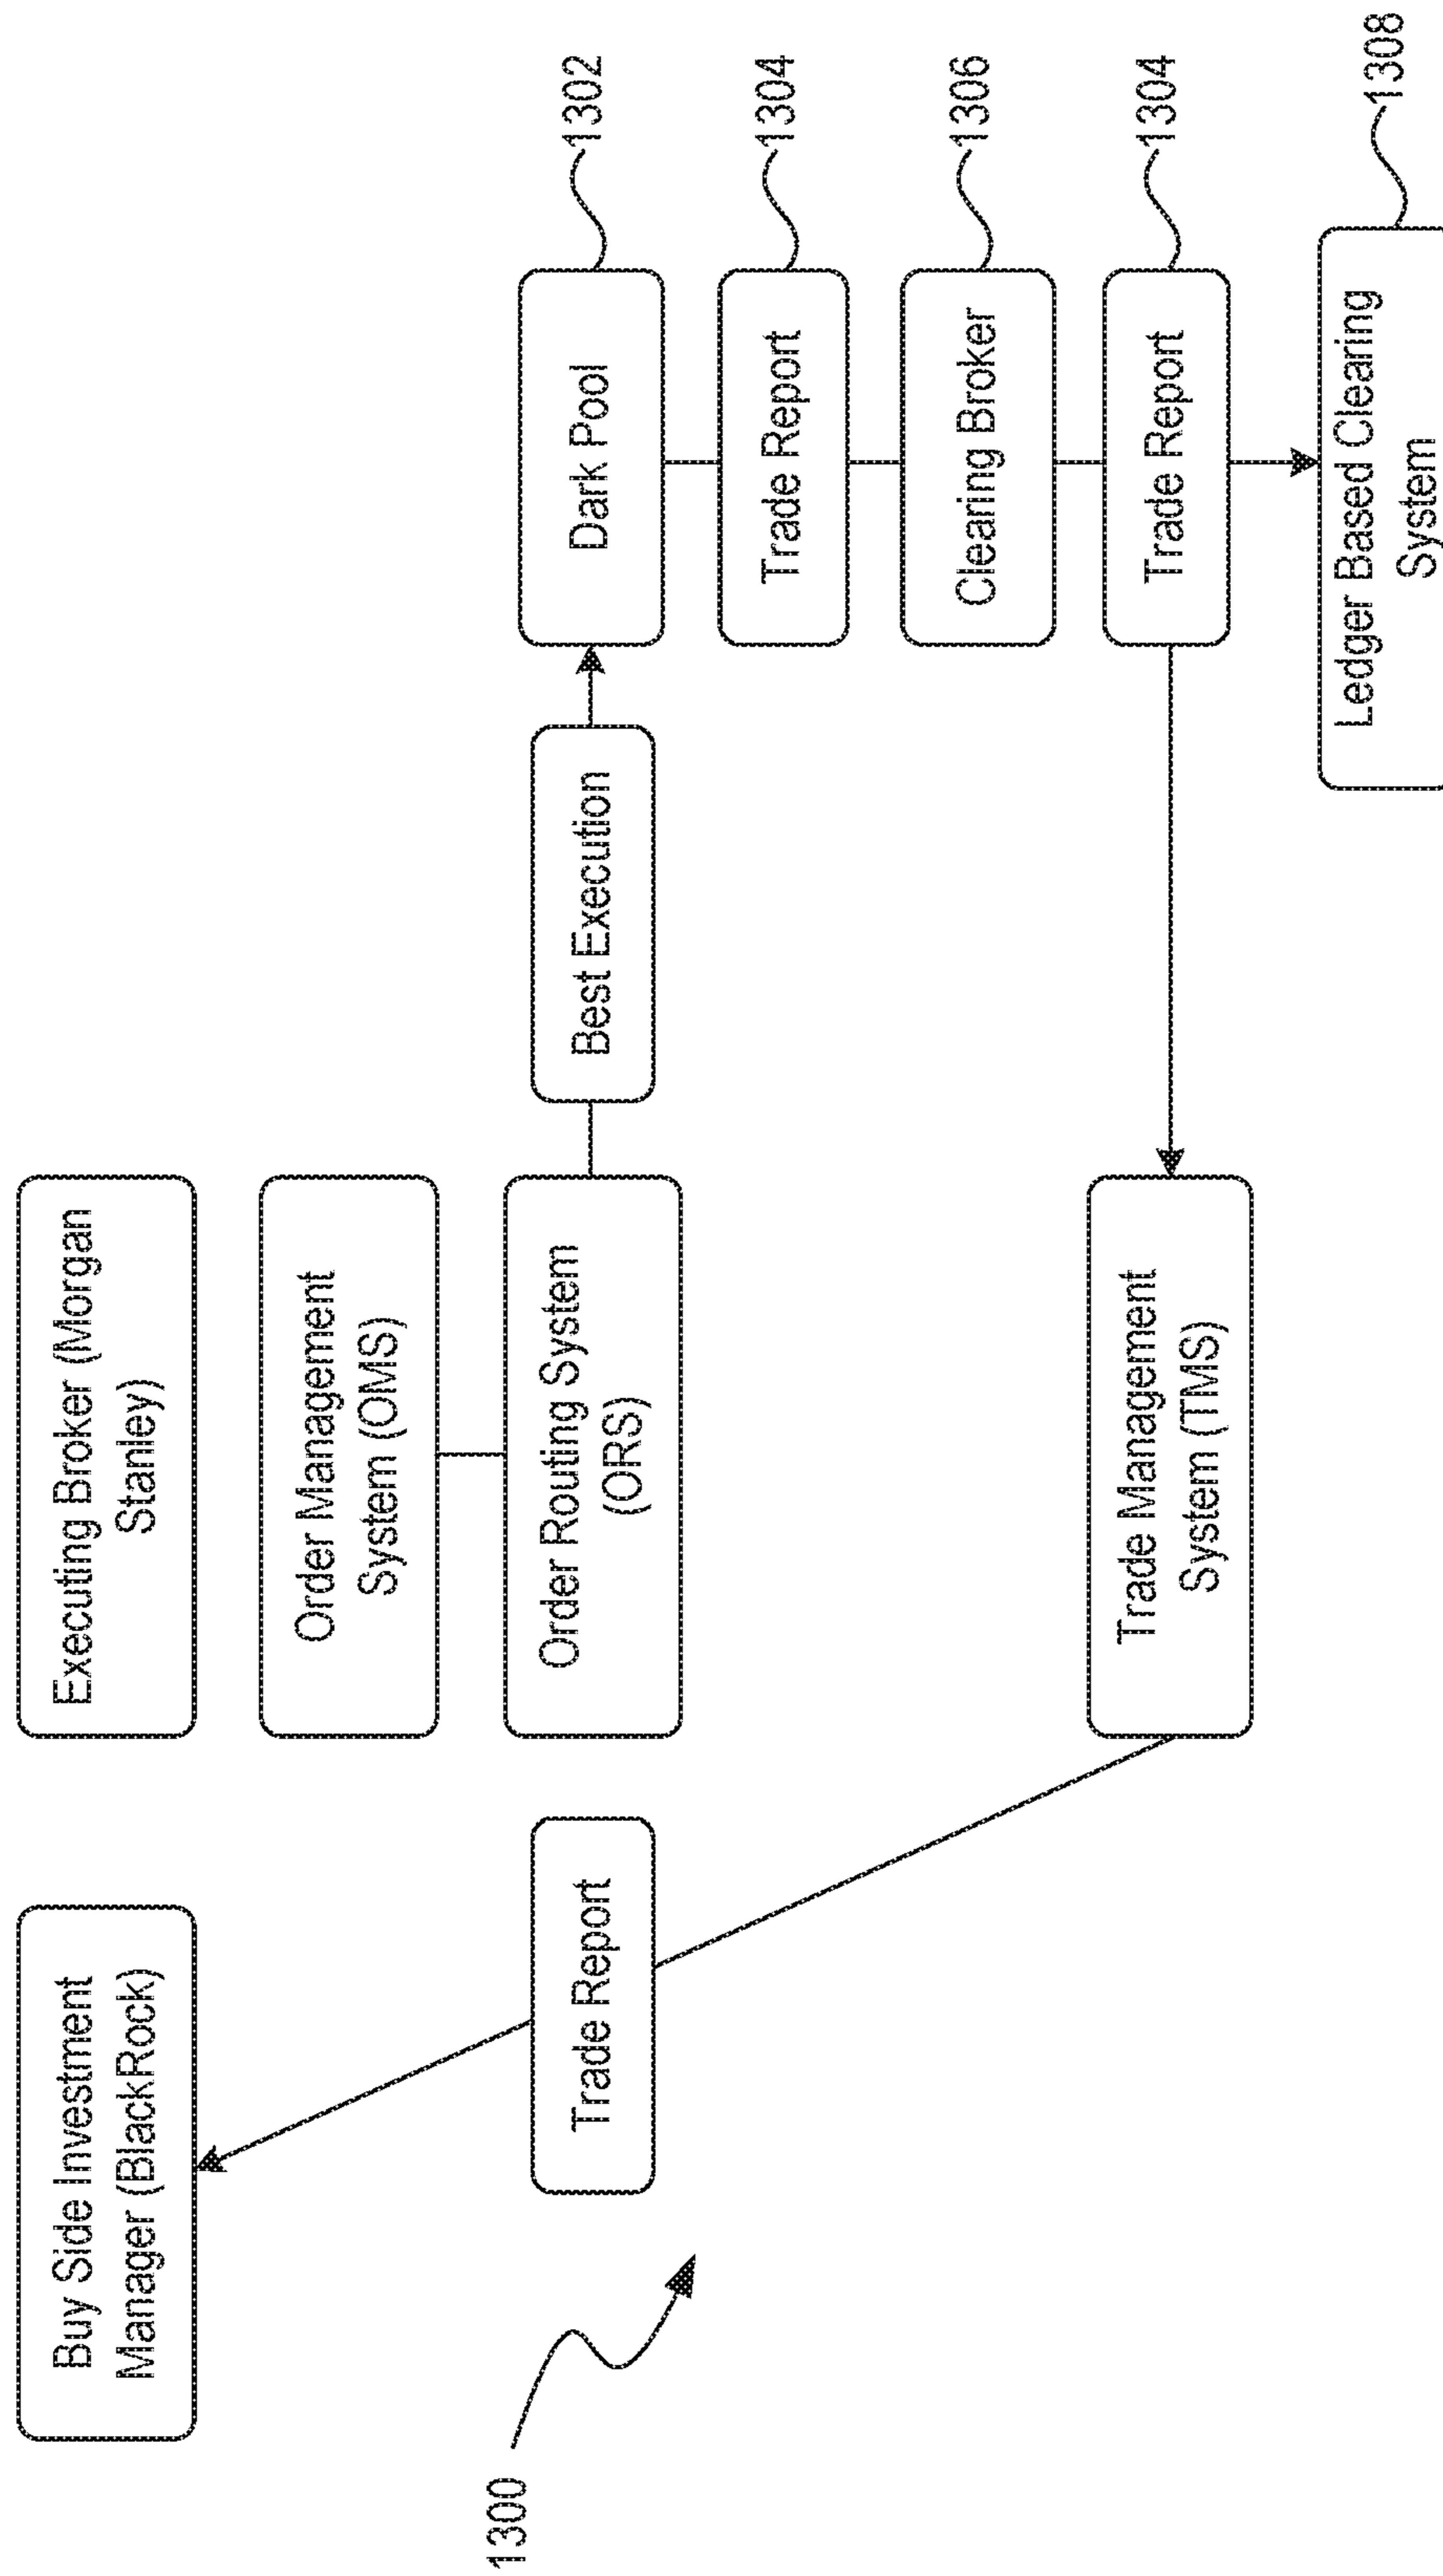 Buy Side Investment
Manager (BlackRock)
Executing Broker (Morgan
Stanley)
Order Management
System (OMS)
Order Routing System
(ORS)
Trade Report
Best Execution
Dark Pool
1302
Trade Report
1304
Clearing Broker
1306
Trade Report
1304
Trade Management
System (TMS)
Ledger Based Clearing
System
1308
1300